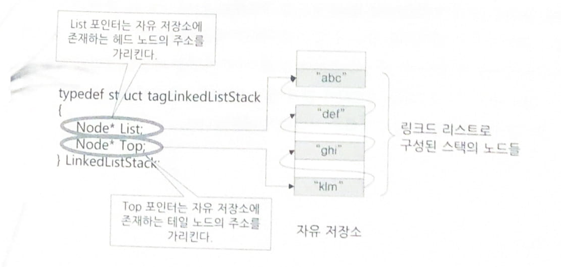 List 포인터는 자유 저장소에
존재하는 헤드 노드의 주소를
가리킨다.
typedef struct tagLinkedListStack
{
Node* List;
Node* Top;
} LinkedListStack;
Top 포인터는 자유 저장소에
존재하는 테일 노드의 주소를
가리킨다.
"abc"
"def"
"ghi"
"klm"
자유 저장소
링크드 리스트로
구성된 스택의 노드들